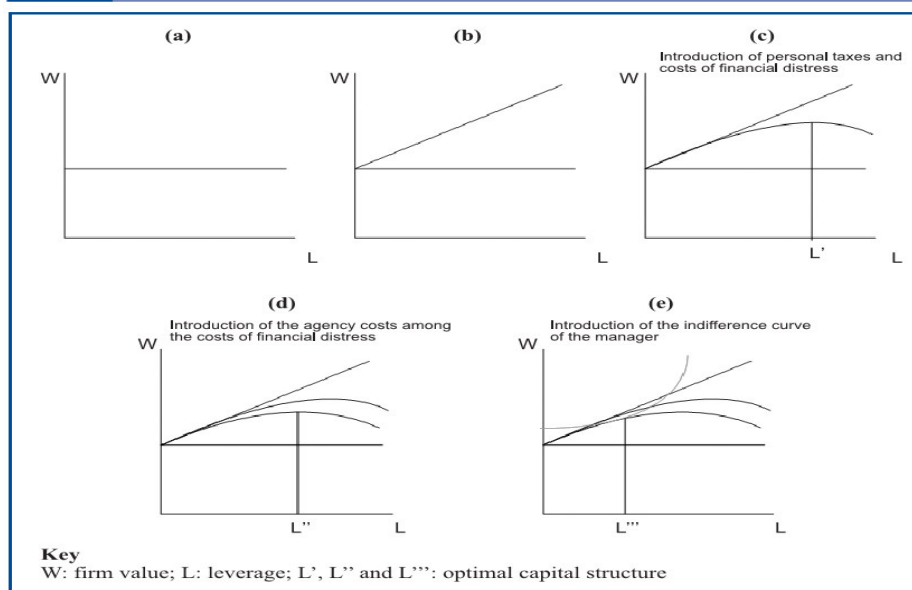 (a)
(b)
(c)
Introduction of personal taxes and
costs of financial distress
W
W
W
L
L
L'
L
(d)
(e)
Introduction of the agency costs among
the costs of financial distress
Introduction of the indifference curve
of the manager
W
W
L''
L
L'''
L
Key
W: firm value; L: leverage; L', L'' and L''': optimal capital structure